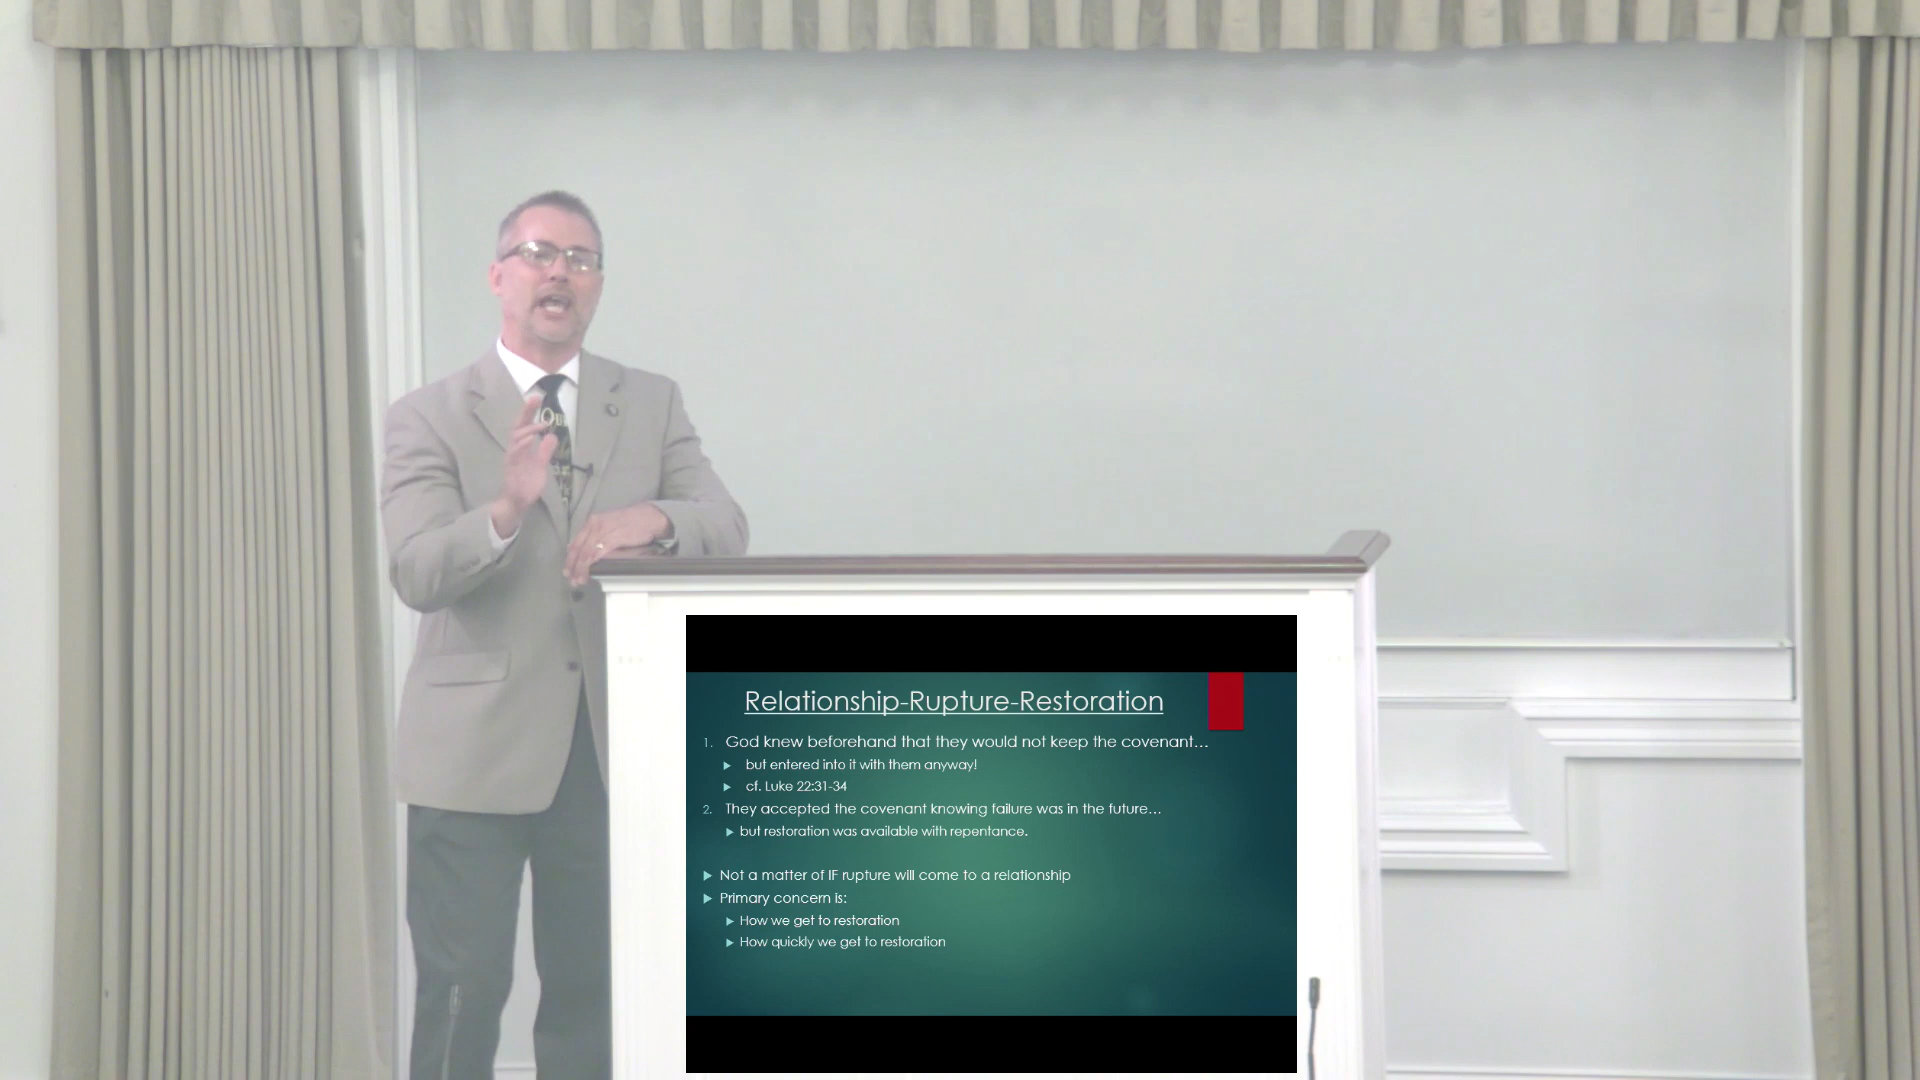 Our
Relationship-Rupture-Restoration
1. God knew beforehand that they would not keep the covenant...
but entered into it with them anyway!
cf. Luke 22:31-34
2. They accepted the covenant knowing failure was in the future...
but restoration was available with repentance.
Not a matter of IF rupture will come to a relationship
Primary concern is:
How we get to restoration
How quickly we get to restoration